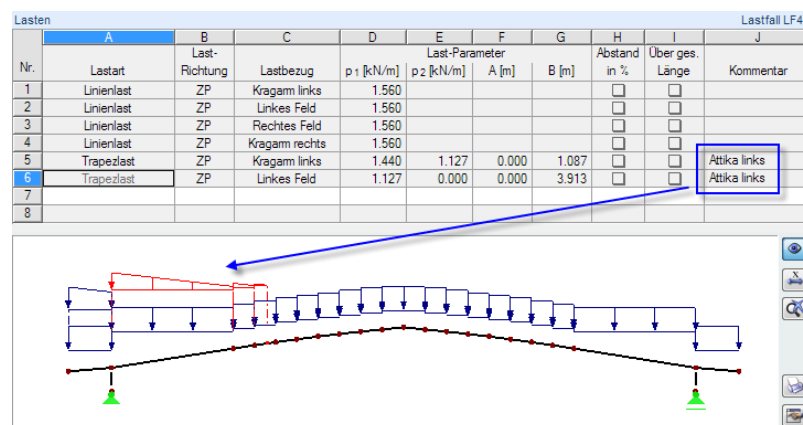 Lasten Lastfall LF4
A B C D E F G H I J
Last- Last-Parameter Abstand Über ges.
Nr. Lastart Richtung Lastbezug p 1 [kN/m] p 2 [kN/m] A [m] B [m] in % Länge Kommentar
1 Linienlast ZP Kragarm links 1.560
2 Linienlast ZP Linkes Feld 1.560
3 Linienlast ZP Rechtes Feld 1.560
4 Linienlast ZP Kragarm rechts 1.560
5 Trapezlast ZP Kragarm links 1.440 1.127 0.000 1.087 Attika links
6 Trapezlast ZP Linkes Feld 1.127 0.000 0.000 3.913 Attika links
7
8
X